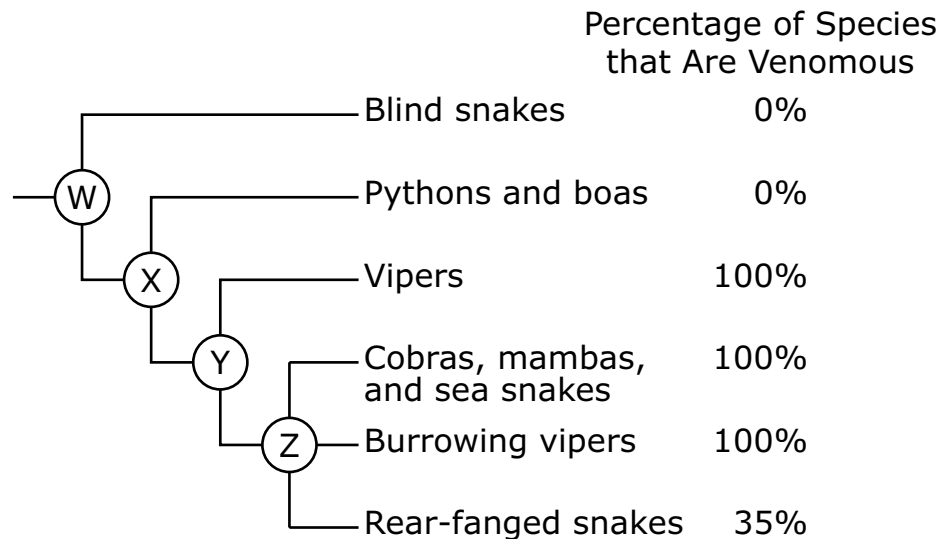 Percentage of Species
that Are Venomous
Blind snakes 0%
W
Pythons and boas 0%
X
Vipers 100%
Y
Cobras, mambas, 100%
and sea snakes
Z
Burrowing vipers 100%
Rear-fanged snakes 35%